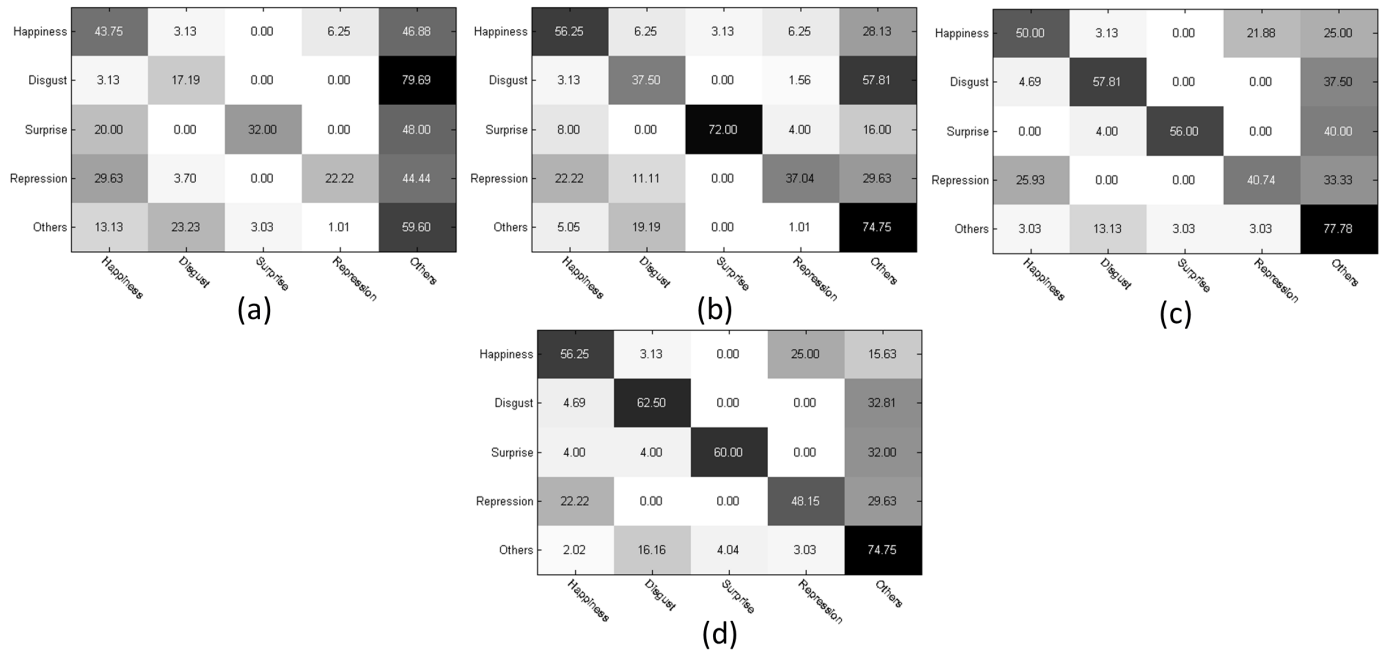 Happiness 43.75 3.13 0.00 6.25 46.88
Disgust 3.13 17.19 0.00 0.00 79.69
Surprise 20.00 0.00 32.00 0.00 48.00
Repression 29.63 3.70 0.00 22.22 44.44
Others 13.13 23.23 3.03 1.01 59.60
Happiness Disgust Surprise Repression Others
(a)
Happiness 56.25 6.25 3.13 6.25 28.13
Disgust 3.13 37.50 0.00 1.56 57.81
Surprise 8.00 0.00 72.00 4.00 16.00
Repression 22.22 11.11 0.00 37.04 29.63
Others 5.05 19.19 0.00 1.01 74.75
Happiness Disgust Surprise Repression Others
(b)
Happiness 50.00 3.13 0.00 21.88 25.00
Disgust 4.69 57.81 0.00 0.00 37.50
Surprise 0.00 4.00 56.00 0.00 40.00
Repression 25.93 0.00 0.00 40.74 33.33
Others 3.03 13.13 3.03 3.03 77.78
Happiness Disgust Surprise Repression Others
(c)
Happiness 56.25 3.13 0.00 25.00 15.63
Disgust 4.69 62.50 0.00 0.00 32.81
Surprise 4.00 4.00 60.00 0.00 32.00
Repression 22.22 0.00 0.00 48.15 29.63
Others 2.02 16.16 4.04 3.03 74.75
Happiness Disgust Surprise Repression Others
(d)